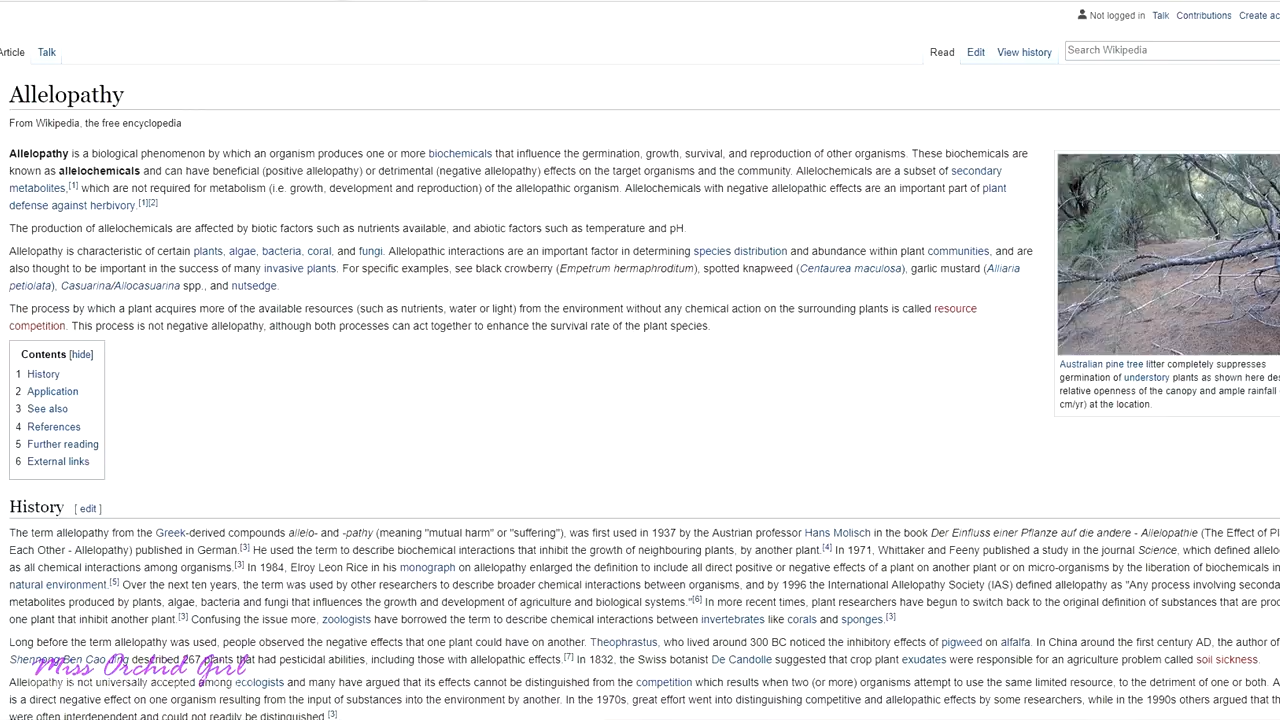 Not logged in Talk Contributions Create ac
Article Talk
Read Edit View history Search Wikipedia
Allelopathy
From Wikipedia, the free encyclopedia
Allelopathy is a biological phenomenon by which an organism produces one or more biochemicals that influence the germination, growth, survival, and reproduction of other organisms. These biochemicals are
known as allelochemicals and can have beneficial (positive allelopathy) or detrimental (negative allelopathy) effects on the target organisms and the community. Allelochemicals are a subset of secondary
metabolites,[1] which are not required for metabolism (i.e. growth, development and reproduction) of the allelopathic organism. Allelochemicals with negative allelopathic effects are an important part of plant
defense against herbivory.[1][2]
The production of allelochemicals are affected by biotic factors such as nutrients available, and abiotic factors such as temperature and pH.
Allelopathy is characteristic of certain plants, algae, bacteria, coral, and fungi. Allelopathic interactions are an important factor in determining species distribution and abundance within plant communities, and are
also thought to be important in the success of many invasive plants. For specific examples, see black crowberry (Empetrum hermaphroditum), spotted knapweed (Centaurea maculosa), garlic mustard (Alliaria
petiolata), Casuarina/Allocasuarina spp., and nutsedge.
The process by which a plant acquires more of the available resources (such as nutrients, water or light) from the environment without any chemical action on the surrounding plants is called resource
competition. This process is not negative allelopathy, although both processes can act together to enhance the survival rate of the plant species.
Australian pine tree litter completely suppresses
germination of understory plants as shown here des
relative openness of the canopy and ample rainfall
cm/yr) at the location.
Contents [hide]
1 History
2 Application
3 See also
4 References
5 Further reading
6 External links
History [ edit ]
The term allelopathy from the Greek-derived compounds allelo- and -pathy (meaning "mutual harm" or "suffering"), was first used in 1937 by the Austrian professor Hans Molisch in the book Der Einfluss einer Pflanze auf die andere - Allelopathie (The Effect of Pl
Each Other - Allelopathy) published in German.[3] He used the term to describe biochemical interactions that inhibit the growth of neighbouring plants, by another plant.[4] In 1971, Whittaker and Feeny published a study in the journal Science, which defined allelo
as all chemical interactions among organisms.[3] In 1984, Elroy Leon Rice in his monograph on allelopathy enlarged the definition to include all direct positive or negative effects of a plant on another plant or on micro-organisms by the liberation of biochemicals in
natural environment.[5] Over the next ten years, the term was used by other researchers to describe broader chemical interactions between organisms, and by 1996 the International Allelopathy Society (IAS) defined allelopathy as "Any process involving seconda
metabolites produced by plants, algae, bacteria and fungi that influences the growth and development of agriculture and biological systems."[6] In more recent times, plant researchers have begun to switch back to the original definition of substances that are proc
one plant that inhibit another plant.[3] Confusing the issue more, zoologists have borrowed the term to describe chemical interactions between invertebrates like corals and sponges.[3]
Long before the term allelopathy was used, people observed the negative effects that one plant could have on another. Theophrastus, who lived around 300 BC noticed the inhibitory effects of pigweed on alfalfa. In China around the first century AD, the author of
Shennong Ben Cao Jing described 267 plants that had pesticidal abilities, including those with allelopathic effects.[7] In 1832, the Swiss botanist De Candolle suggested that crop plant exudates were responsible for an agriculture problem called soil sickness.
Miss Orchid Girl
Allelopathy is not universally accepted among ecologists and many have argued that its effects cannot be distinguished from the competition which results when two (or more) organisms attempt to use the same limited resource, to the detriment of one or both. A
is a direct negative effect on one organism resulting from the input of substances into the environment by another. In the 1970s, great effort went into distinguishing competitive and allelopathic effects by some researchers, while in the 1990s others argued that th
were often interdependent and could not readily be distinguished.[3]